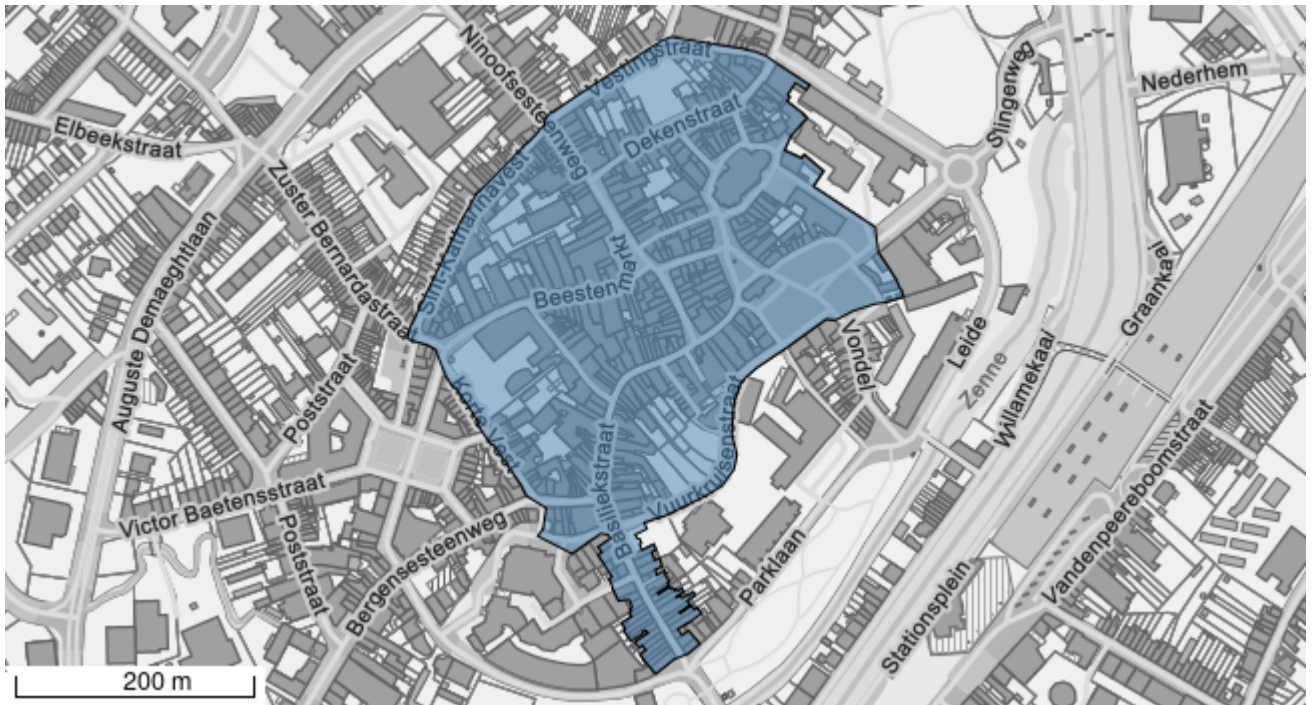 Ninoofsesteenweg
Vestingstraat
Slingerweg
Nederhem
Elbeekstraat
Dekenstraat
Zuster Bernardastraat
Sint-Katharinavest
Auguste Demaeghtlaan
Beestenmarkt
Graankaai
Vondel
Leide
Zenne
Willamekaai
Poststraat
Korte Vest
Basiliekstraat
Vuurkruisenstraat
Victor Baetensstraat
Poststraat
Bergensesteenweg
Parklaan
Stationsplein
Vandenpeereboomstraat
200 m